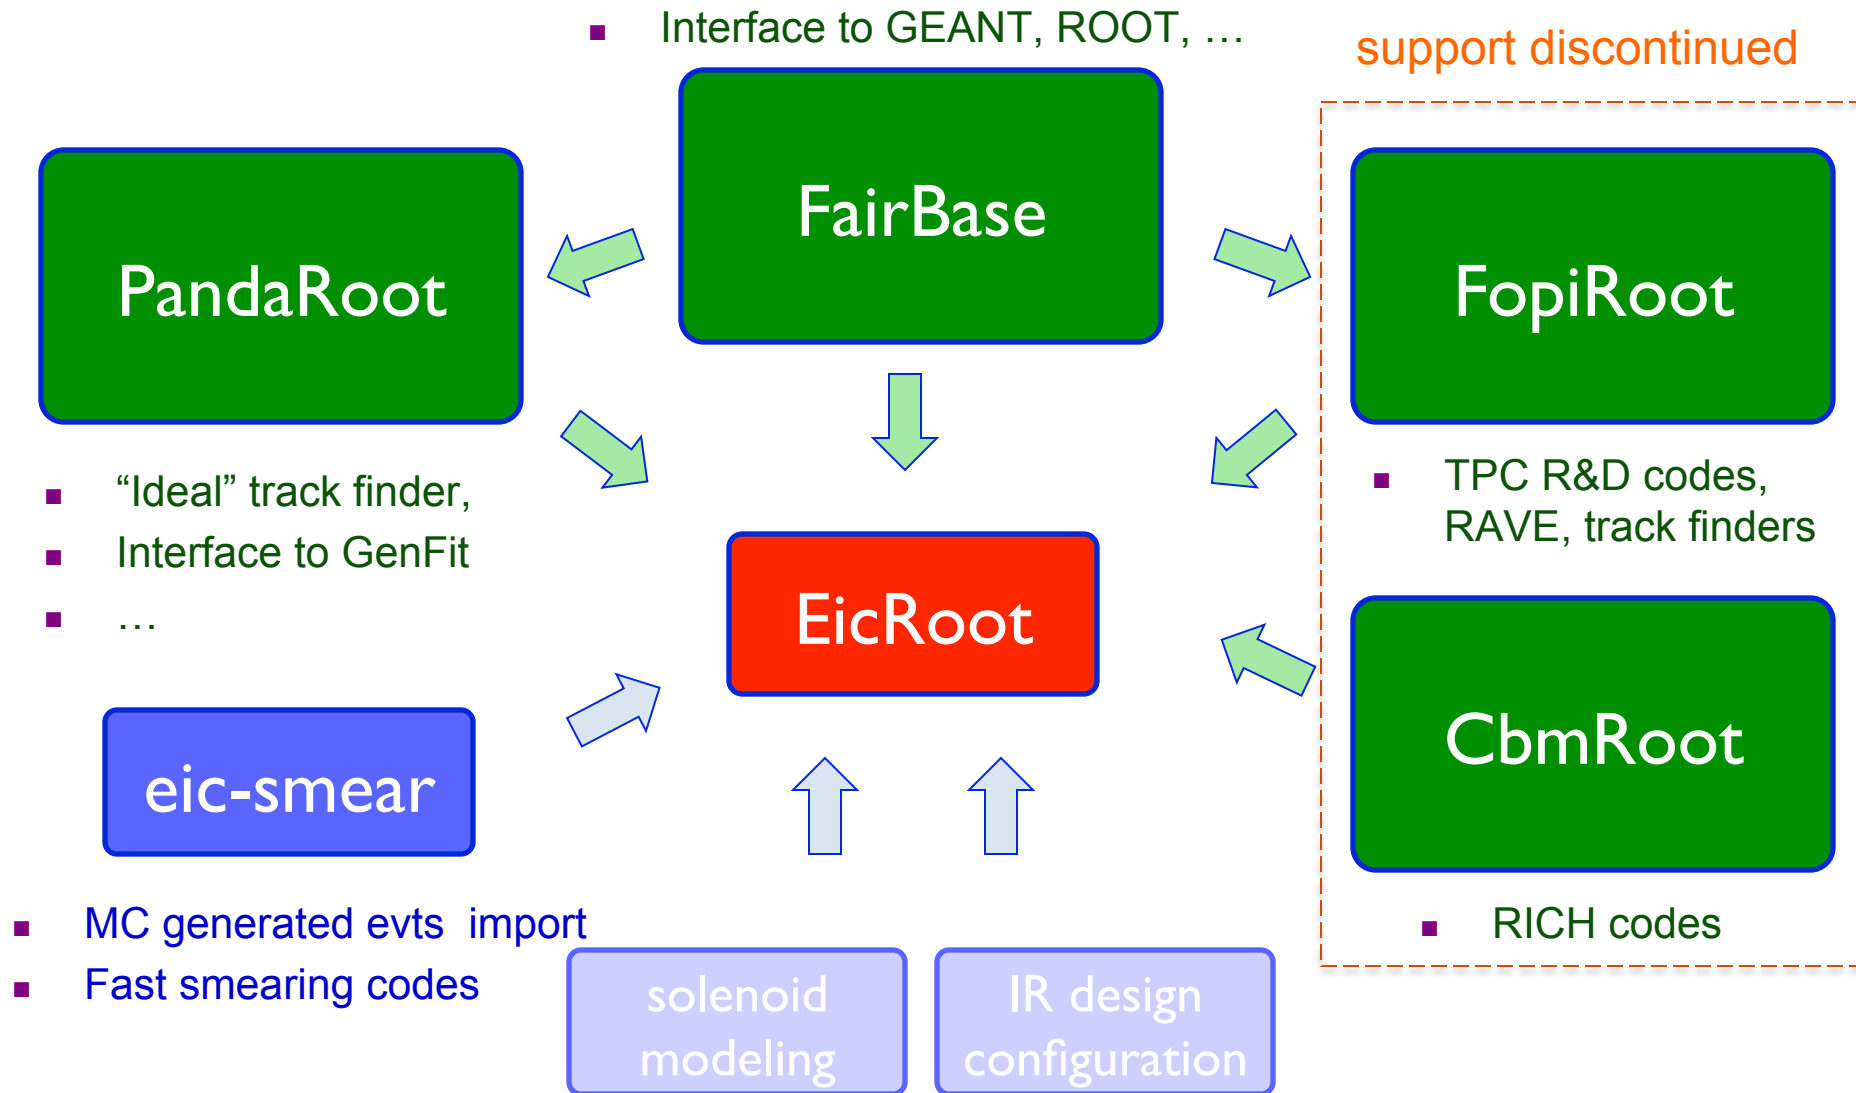 Interface to GEANT, ROOT, …
support discontinued
FairBase
PandaRoot
FopiRoot
“Ideal” track finder,
Interface to GenFit
…
TPC R&D codes,
RAVE, track finders
EicRoot
CbmRoot
eic-smear
RICH codes
MC generated evts  import
Fast smearing codes
solenoid
modeling
IR design
configuration